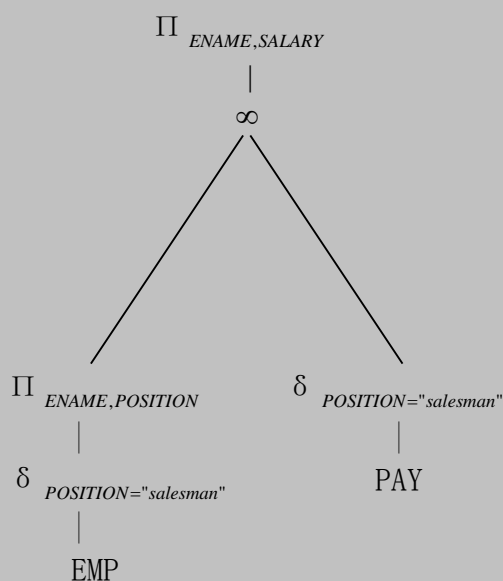 Π ENAME,SALARY
∞
Π ENAME,POSITION δ POSITION="salesman"
δ POSITION="salesman" PAY
EMP